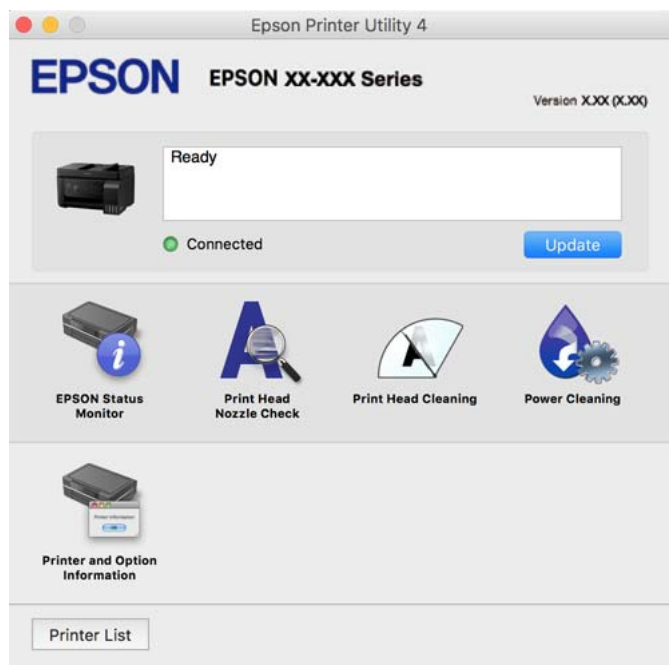 Epson Printer Utility 4
EPSON EPSON XX-XXX Series
Version X.XX (X.XX)
Ready
Connected Update
EPSON Status
Monitor
Print Head
Nozzle Check
Print Head Cleaning
Power Cleaning
Printer and Option
Information
Printer List